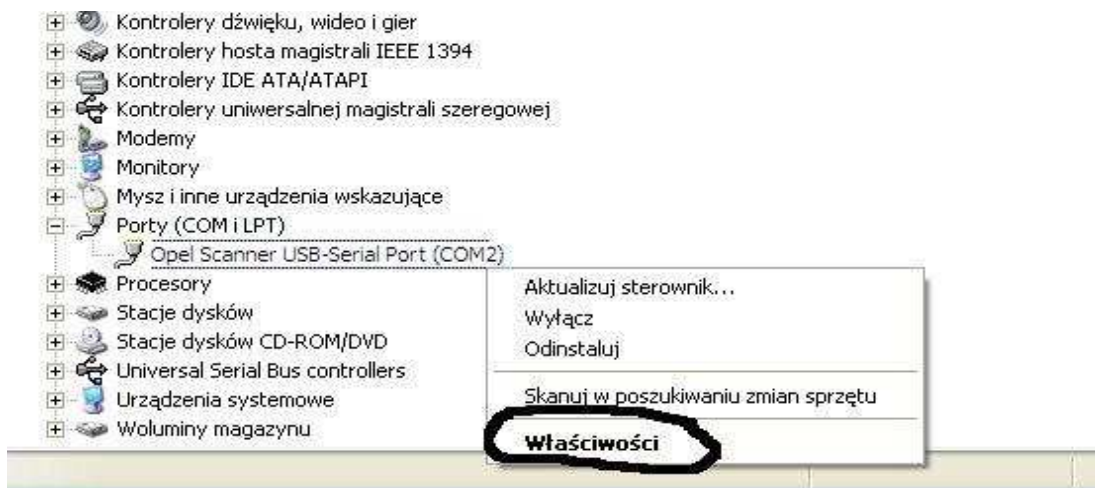 Kontrolery dźwięku, wideo i gier
Kontrolery hosta magistrali IEEE 1394
Kontrolery IDE ATA/ATAPI
Kontrolery uniwersalnej magistrali szeregowej
Modemy
Monitory
Mysz i inne urządzenia wskazujące
Porty (COM i LPT)
Opel Scanner USB-Serial Port (COM2)
Procesory
Stacje dysków
Stacje dysków CD-ROM/DVD
Universal Serial Bus controllers
Urządzenia systemowe
Woluminy magazynu
Aktualizuj sterownik...
Wyłącz
Odinstaluj
Skanuj w poszukiwaniu zmian sprzętu
Właściwości